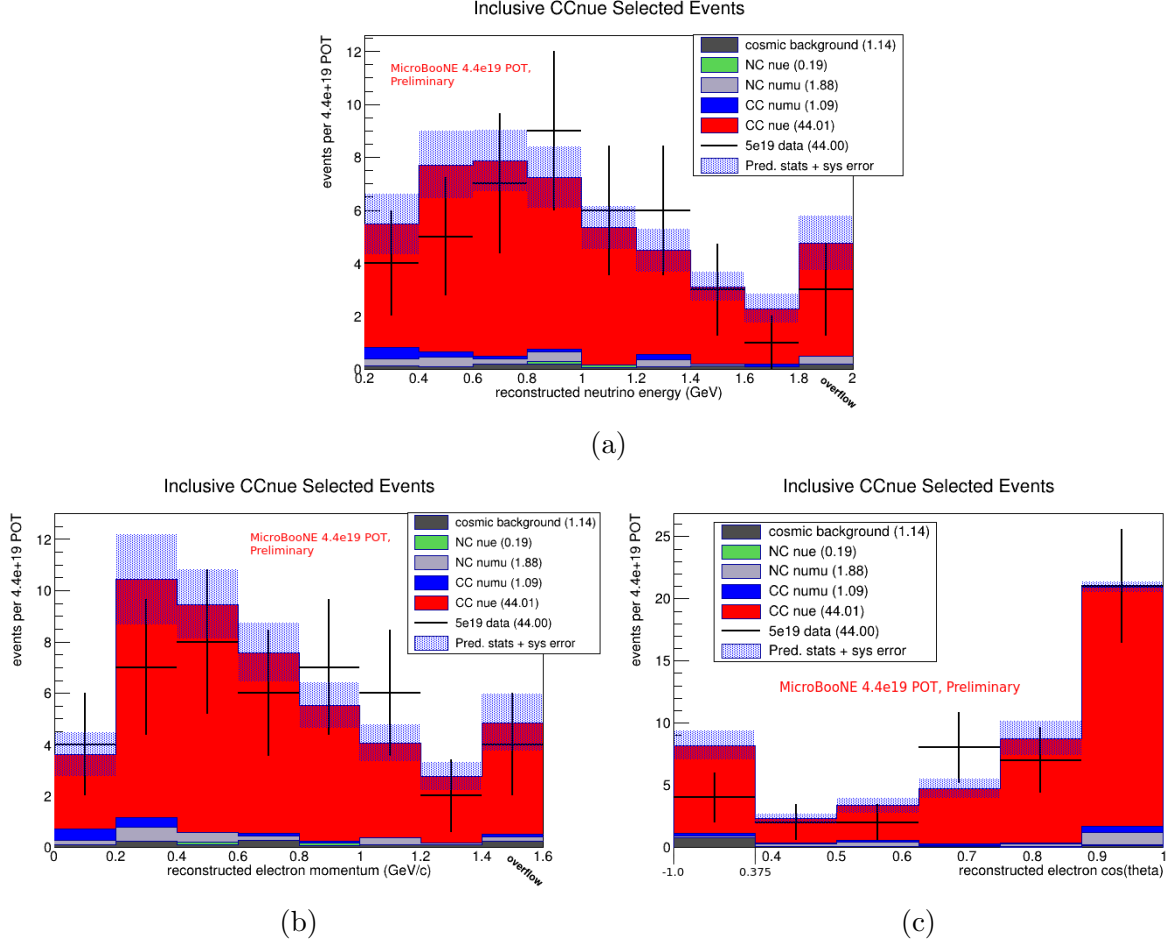 Inclusive CCnue Selected Events
events per 4.4e+19 POT
12
10
8
6
4
2
0
MicroBooNE 4.4e19 POT,
Preliminary
cosmic background (1.14)
NC nue (0.19)
NC numu (1.88)
CC numu (1.09)
CC nue (44.01)
5e19 data (44.00)
Pred. stats + sys error
0.2 0.4 0.6 0.8 1 1.2 1.4 1.6 1.8 2
reconstructed neutrino energy (GeV)
overflow
(a)
Inclusive CCnue Selected Events
events per 4.4e+19 POT
12
10
8
6
4
2
0
MicroBooNE 4.4e19 POT,
Preliminary
cosmic background (1.14)
NC nue (0.19)
NC numu (1.88)
CC numu (1.09)
CC nue (44.01)
5e19 data (44.00)
Pred. stats + sys error
0 0.2 0.4 0.6 0.8 1 1.2 1.4 1.6
reconstructed electron momentum (GeV/c)
overflow
(b)
Inclusive CCnue Selected Events
events per 4.4e+19 POT
25
20
15
10
5
0
cosmic background (1.14)
NC nue (0.19)
NC numu (1.88)
CC numu (1.09)
CC nue (44.01)
5e19 data (44.00)
Pred. stats + sys error
MicroBooNE 4.4e19 POT, Preliminary
0.4 0.5 0.6 0.7 0.8 0.9 1
-1.0 0.375
reconstructed electron cos(theta)
(c)